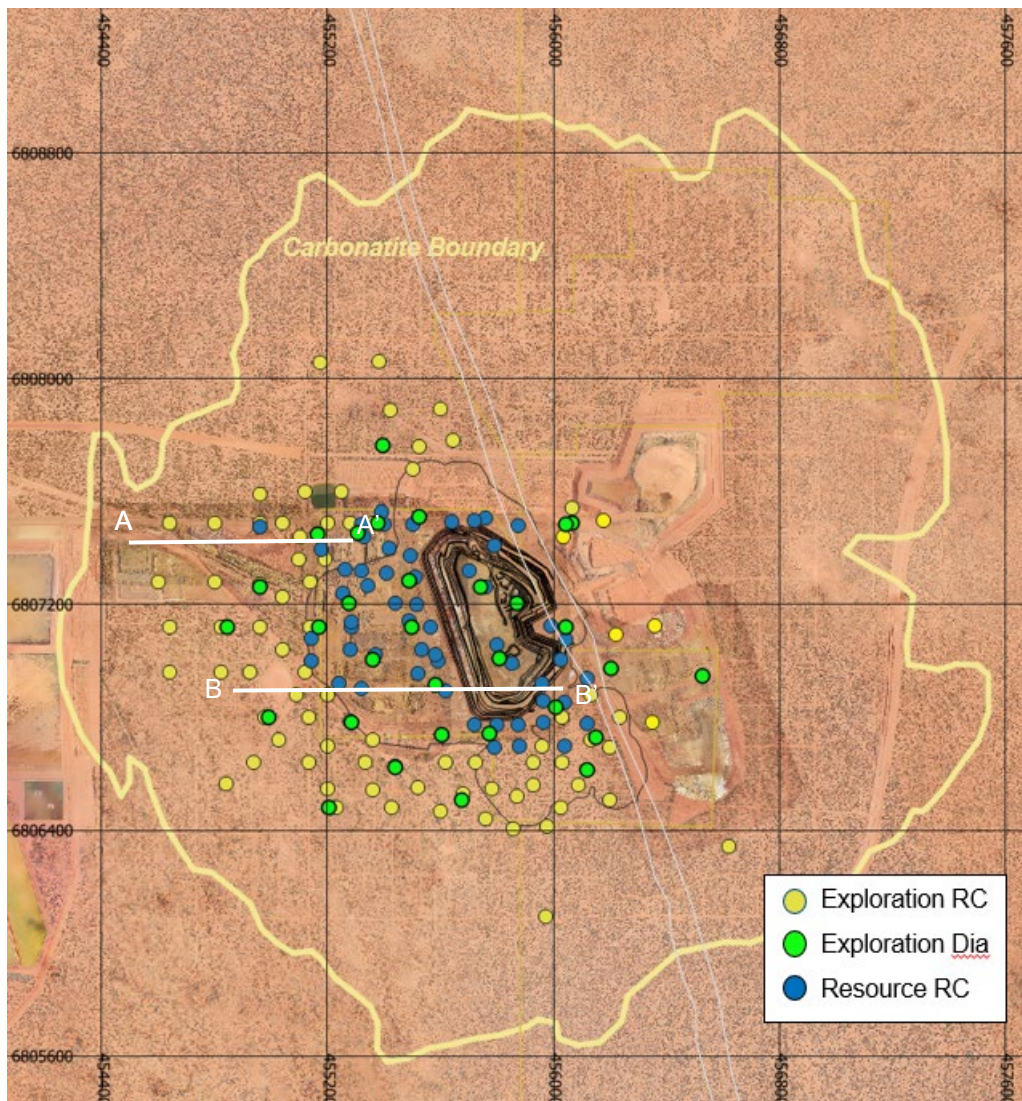 454400
455200
456000
456800
457600
6808800
Carbonatite Boundary
6808000
A
A'
6807200
B
B'
6806400
Exploration RC
Exploration Dia
Resource RC
6805600
454400
455200
456000
456800
457600